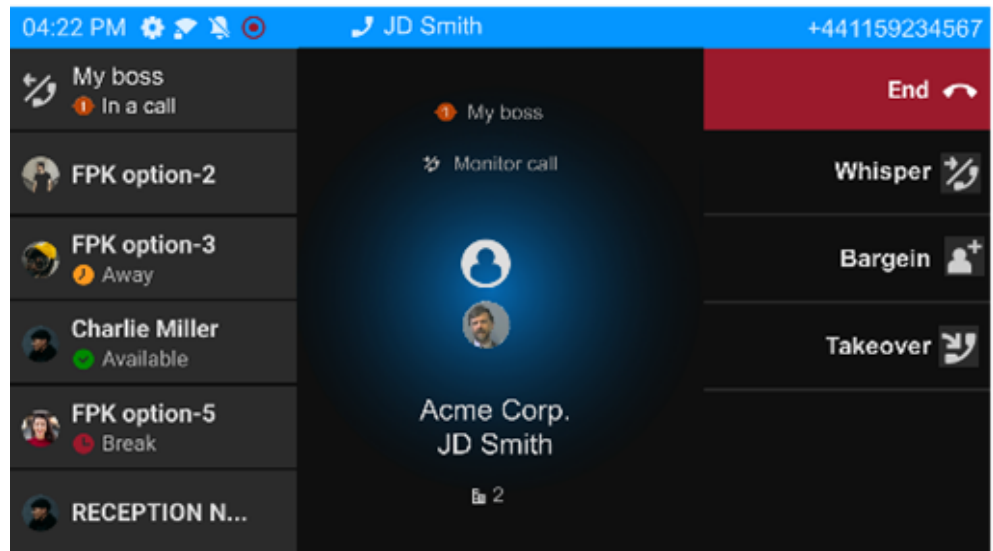 04:22 PM
JD Smith
+441159234567
My boss
In a call
FPK option-2
FPK option-3
Away
Charlie Miller
Available
FPK option-5
Break
RECEPTION N...
1 My boss
Monitor call
Acme Corp.
JD Smith
2
End
Whisper
Bargein
Takeover